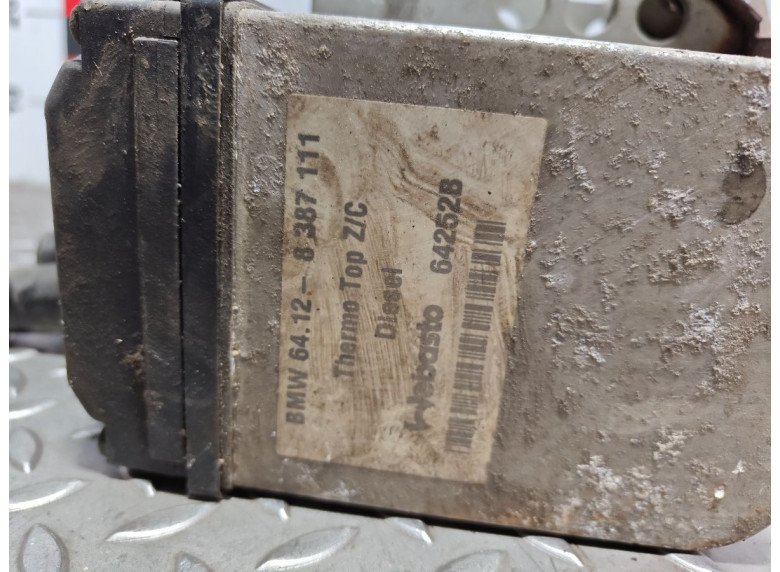 BMW 64.12 - 8 387 111
Thermo Top Z/C
Diesel
Webasto 64252B